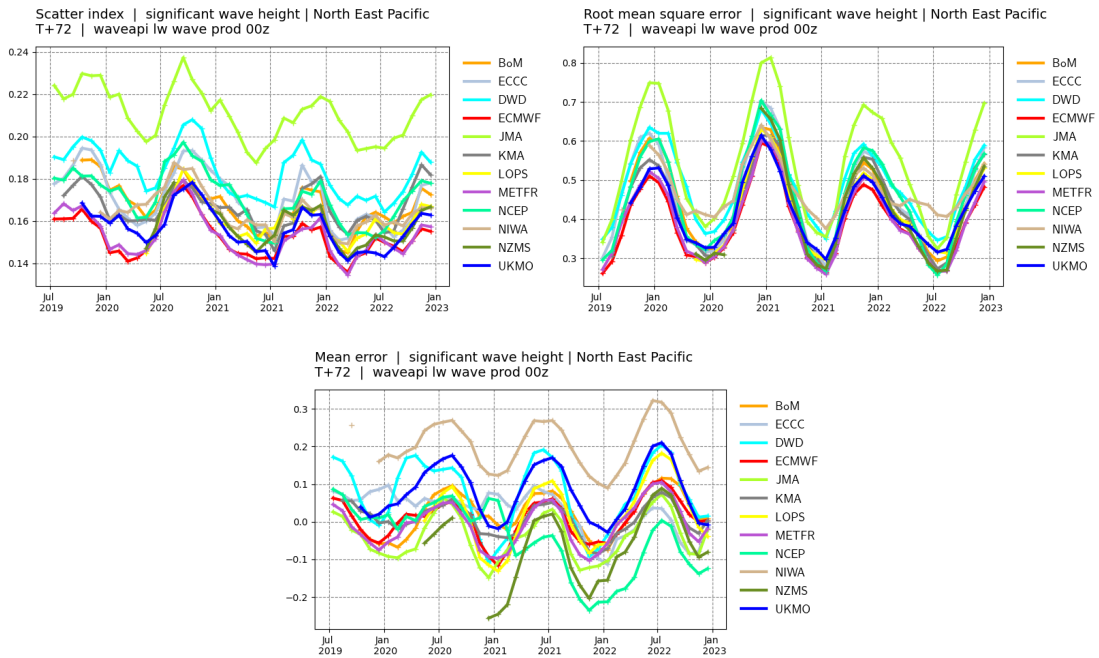 Scatter index | significant wave height | North East Pacific
T+72 | waveapi lw wave prod 00z
0.24
0.22
0.20
0.18
0.16
0.14
Jul Jan Jul Jan Jul Jan Jul Jan
2019 2020 2020 2021 2021 2022 2022 2023
BoM
ECCC
DWD
ECMWF
JMA
KMA
LOPS
METFR
NCEP
NIWA
NZMS
UKMO
Root mean square error | significant wave height | North East Pacific
T+72 | waveapi lw wave prod 00z
0.8
0.7
0.6
0.5
0.4
0.3
Jul Jan Jul Jan Jul Jan Jul Jan
2019 2020 2020 2021 2021 2022 2022 2023
BoM
ECCC
DWD
ECMWF
JMA
KMA
LOPS
METFR
NCEP
NIWA
NZMS
UKMO
Mean error | significant wave height | North East Pacific
T+72 | waveapi lw wave prod 00z
0.3
0.2
0.1
0.0
−0.1
−0.2
Jul Jan Jul Jan Jul Jan Jul Jan
2019 2020 2020 2021 2021 2022 2022 2023
BoM
ECCC
DWD
ECMWF
JMA
KMA
LOPS
METFR
NCEP
NIWA
NZMS
UKMO